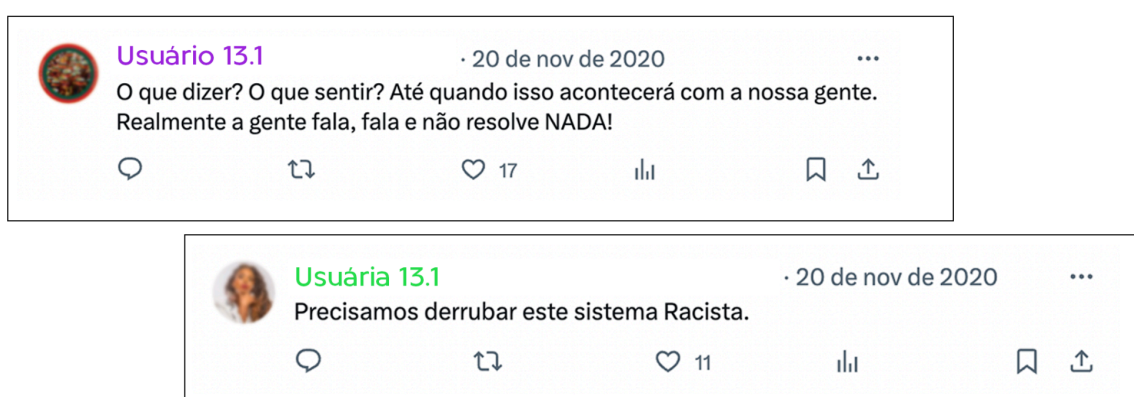 Usuário 13.1 · 20 de nov de 2020 ...
O que dizer? O que sentir? Até quando isso acontecerá com a nossa gente.
Realmente a gente fala, fala e não resolve NADA!
17
Usuária 13.1 · 20 de nov de 2020 ...
Precisamos derrubar este sistema Racista.
11